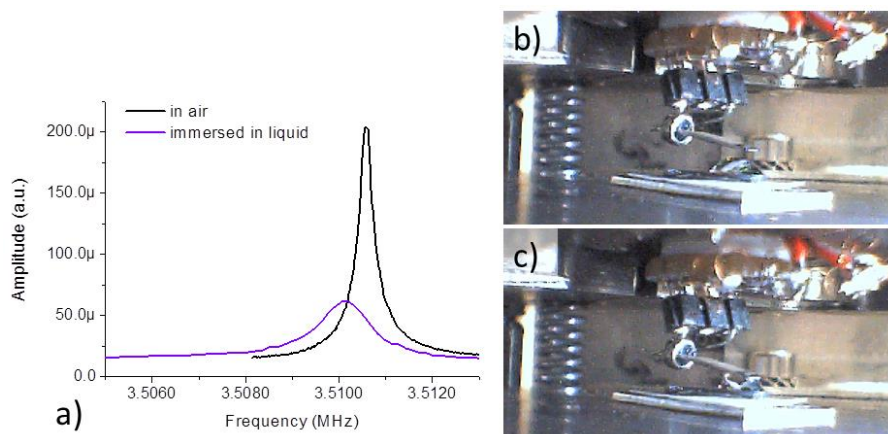 in air
immersed in liquid
200.0μ
150.0μ
100.0μ
50.0μ
0.0
Amplitude (a.u.)
3.5060 3.5080 3.5100 3.5120
Frequency (MHz)
a)
b)
c)